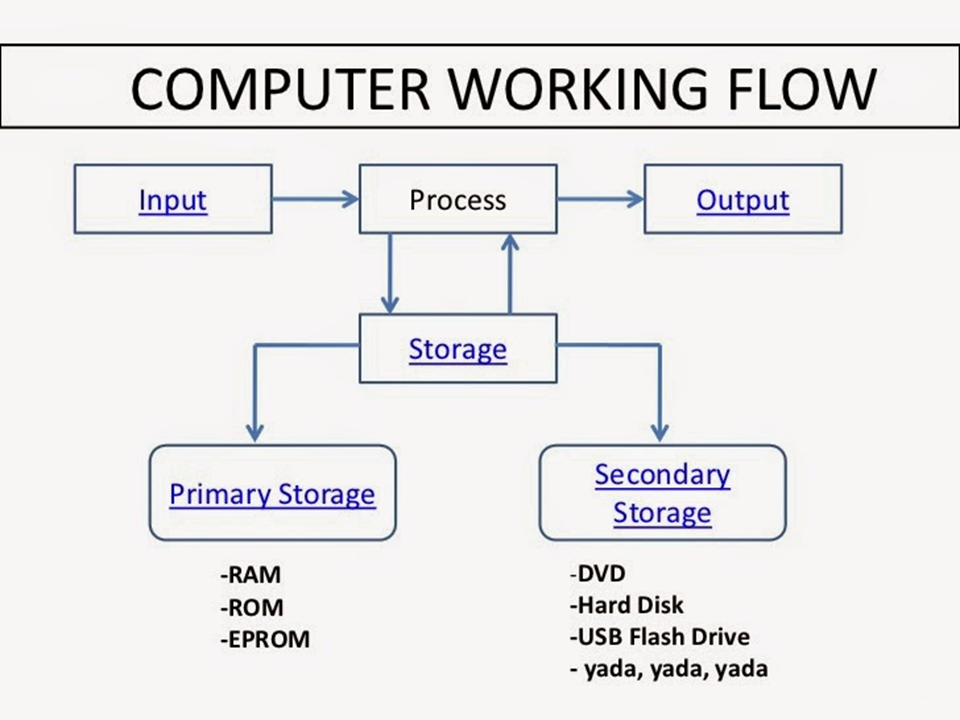 COMPUTER WORKING FLOW
Input
Process
Output
Storage
Primary Storage
Secondary
Storage
-RAM
-ROM
-EPROM
-DVD
-Hard Disk
-USB Flash Drive
- yada, yada, yada